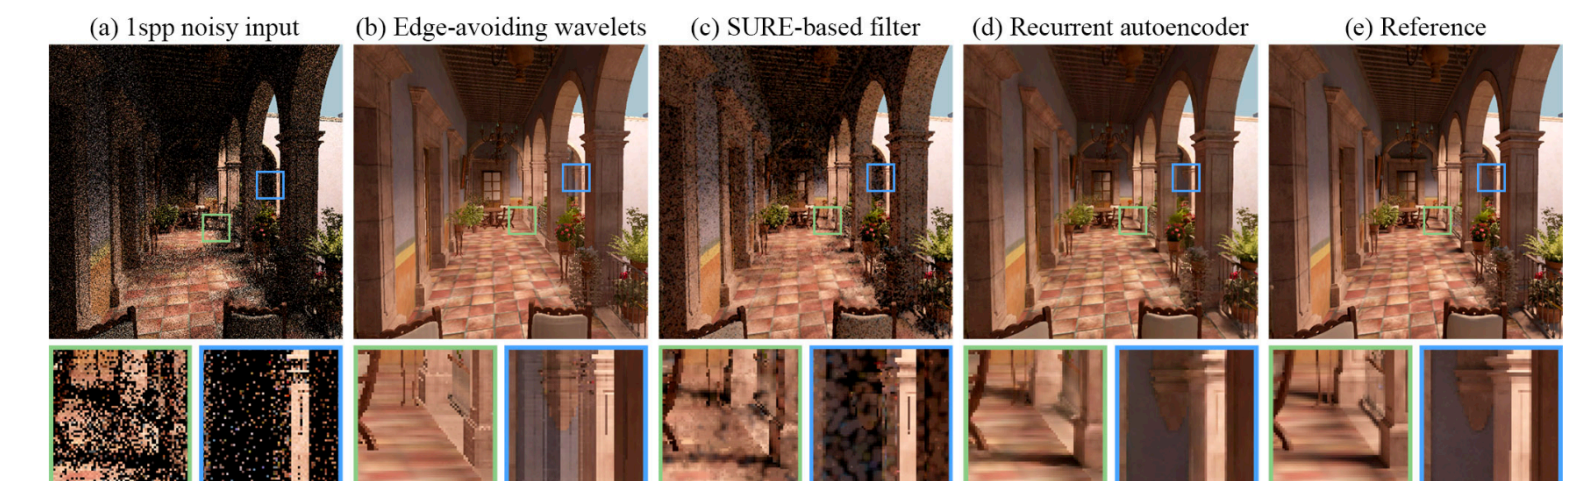 (a) 1spp noisy input
(b) Edge-avoiding wavelets
(c) SURE-based filter
(d) Recurrent autoencoder
(e) Reference